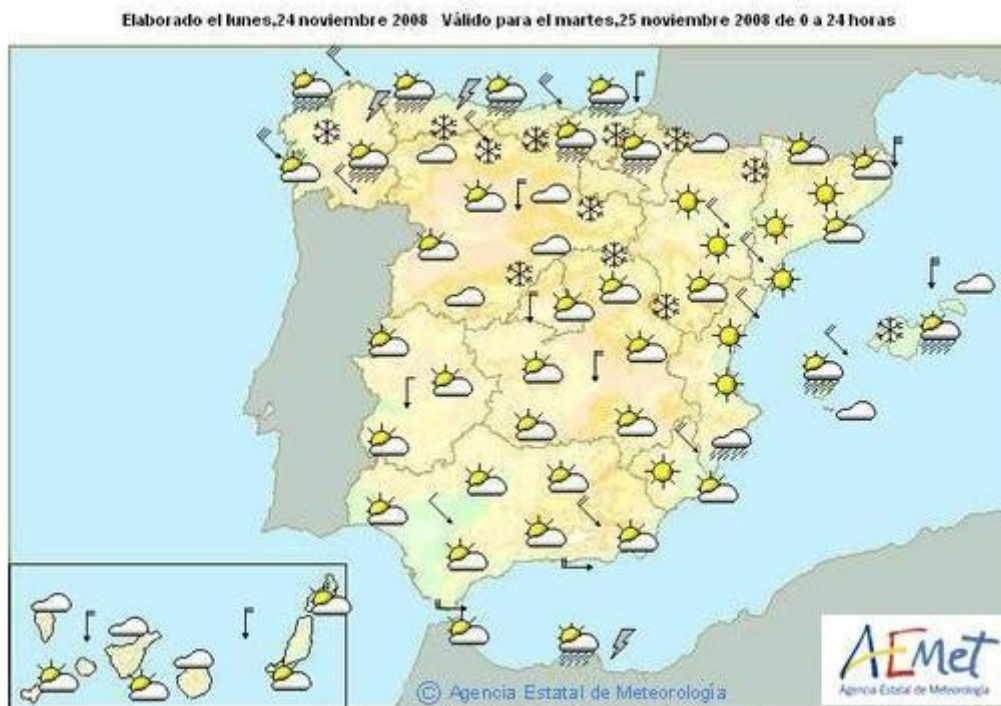 Elaborado el lunes,24 noviembre 2008 Válido para el martes,25 noviembre 2008 de 0 a 24 horas
© Agencia Estatal de Meteorología
AEMet
Agencia Estatal de Meteorología